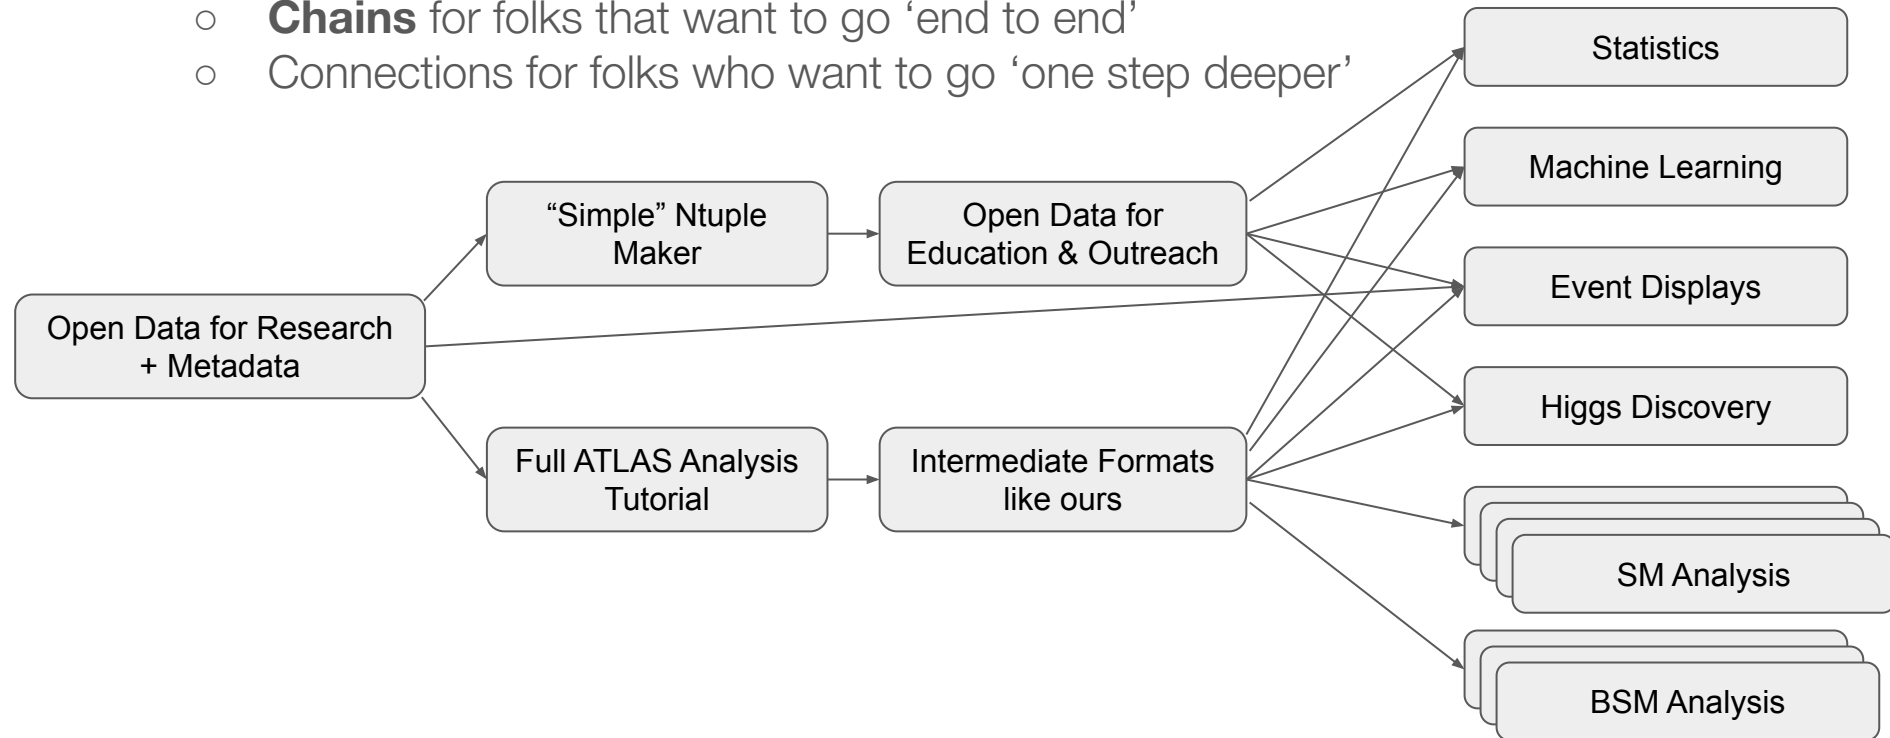 ○ Chains for folks that want to go ‘end to end’
○ Connections for folks who want to go ‘one step deeper’
Statistics
Machine Learning
“Simple” Ntuple
Maker
Open Data for
Education & Outreach
Event Displays
Open Data for Research
+ Metadata
Higgs Discovery
Full ATLAS Analysis
Tutorial
Intermediate Formats
like ours
SM Analysis
BSM Analysis